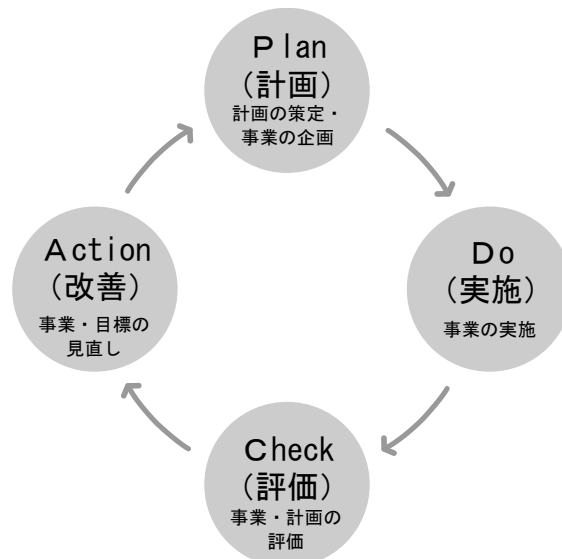 Plan
(計画)
計画の策定・
事業の企画
Do
(実施)
事業の実施
Check
(評価)
事業・計画の
評価
Action
(改善)
事業・目標の
見直し